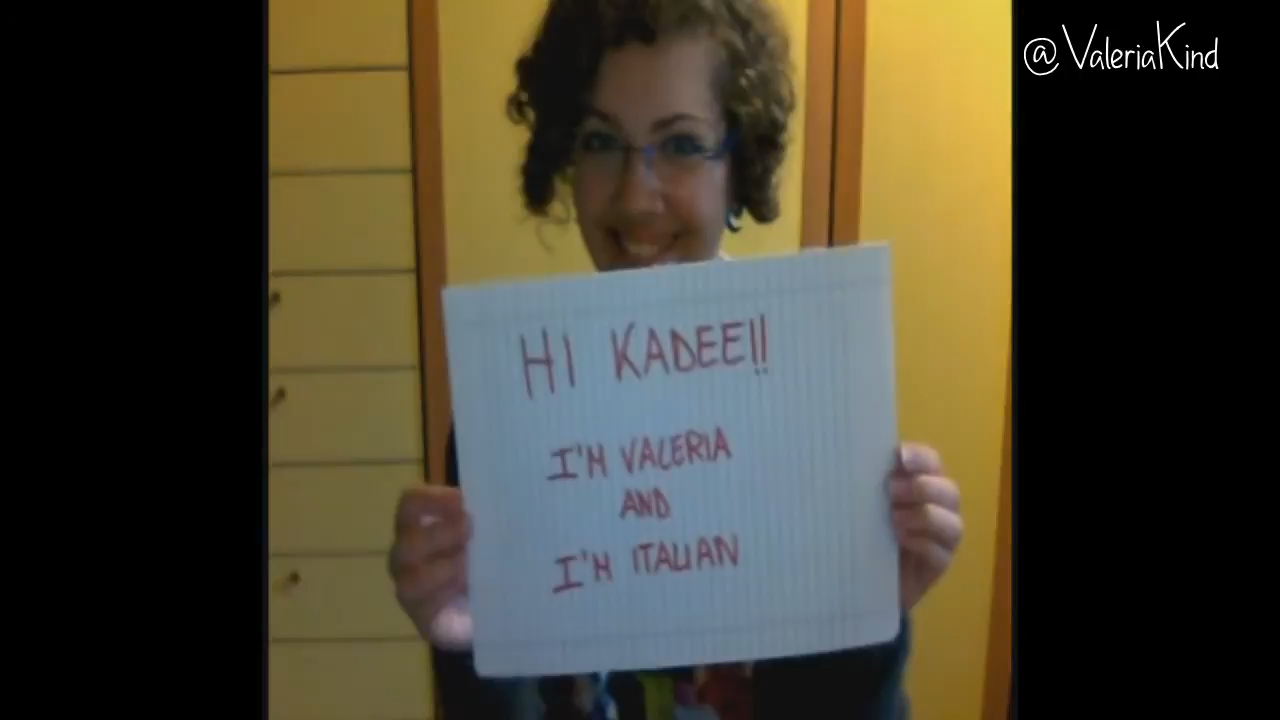 @ValeriaKind
HI KADEE!!
I'M VALERIA
AND
I'M ITALIAN